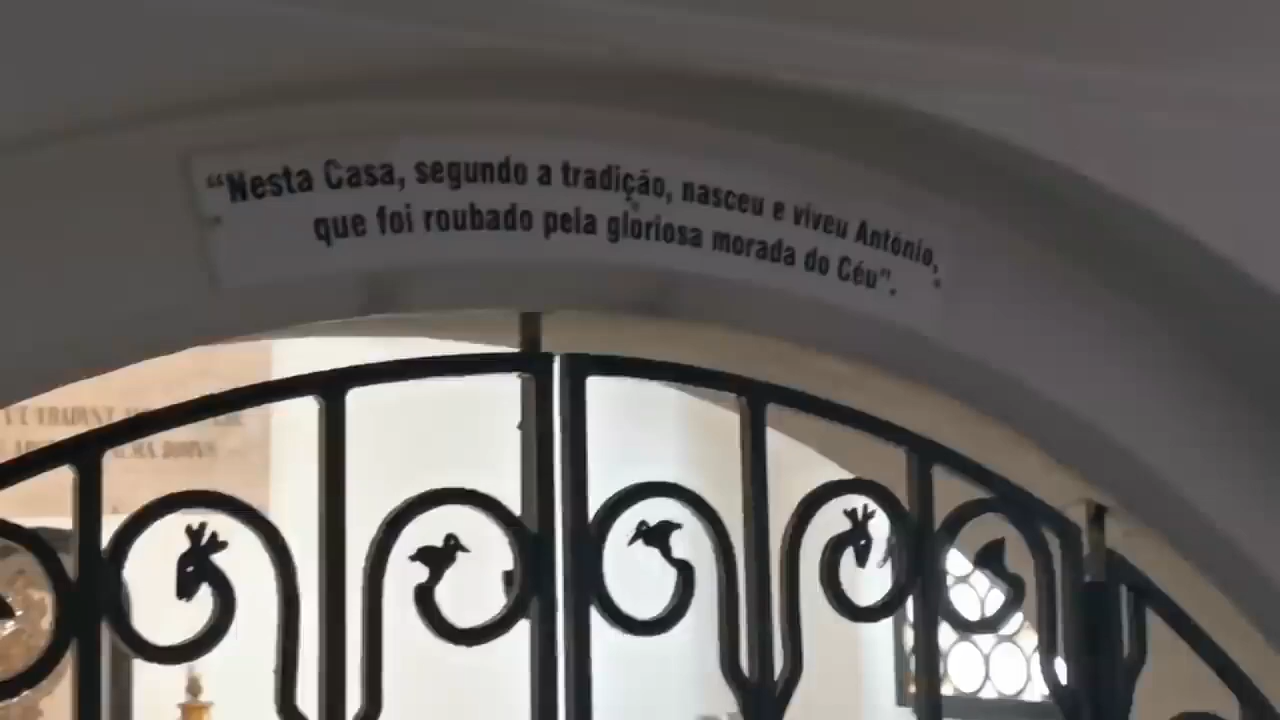 “Nesta Casa, segundo a tradição, nasceu e viveu António,
que foi roubado pela gloriosa morada do Céu”.